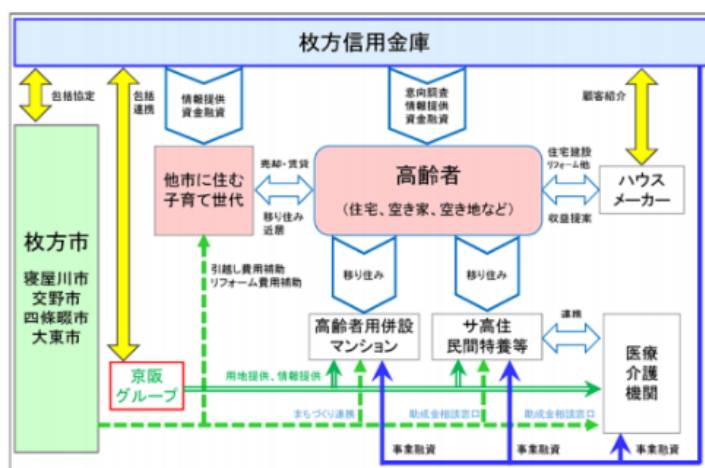 枚方信用金庫
包括協定
包括
連携
情報提供
資金融資
意向調査
情報提供
資金融資
顧客紹介
枚方市
寝屋川市
交野市
四條畷市
大東市
他市に住む
子育て世代
売却・賃貸
移り住み
近居
高齢者
(住宅、空き家、空き地など)
住宅建設
リフォーム他
収益提案
ハウス
メーカー
引越し費用補助
リフォーム費用補助
移り住み
移り住み
高齢者用併設
マンション
サ高住
民間特養等
連携
医療
介護
機関
京阪
グループ
用地提供、情報提供
まちづくり連携
助成金相談窓口
助成金相談窓口
事業融資
事業融資
事業融資